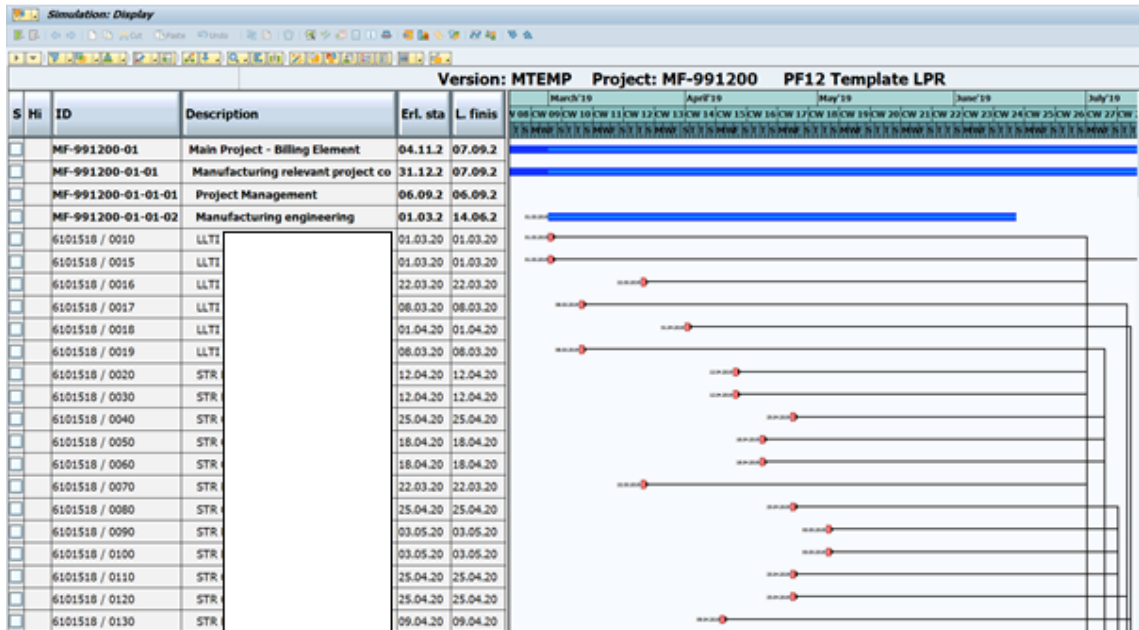 Simulation: Display
Cut Paste Undo
Version: MTEMP Project: MF-991200 PF12 Template LPR
S Hi ID Description Erl. sta L. finis
March'19 April'19 May'19 June'19 July'19
CW 09 CW 10 CW 11 CW 12 CW 13 CW 14 CW 15 CW 16 CW 17 CW 18 CW 19 CW 20 CW 21 CW 22 CW 23 CW 24 CW 25 CW 26 CW 27
MF-991200-01 Main Project - Billing Element 04.11.2 07.09.2
MF-991200-01-01 Manufacturing relevant project co 31.12.2 07.09.2
MF-991200-01-01-01 Project Management 06.09.2 06.09.2
MF-991200-01-01-02 Manufacturing engineering 01.03.2 14.06.2
6101518 / 0010 LLTI 01.03.20 01.03.20
6101518 / 0015 LLTI 01.03.20 01.03.20
6101518 / 0016 LLTI 22.03.20 22.03.20
6101518 / 0017 LLTI 08.03.20 08.03.20
6101518 / 0018 LLTI 01.04.20 01.04.20
6101518 / 0019 LLTI 08.03.20 08.03.20
6101518 / 0020 STR 12.04.20 12.04.20
6101518 / 0030 STR 12.04.20 12.04.20
6101518 / 0040 STR 25.04.20 25.04.20
6101518 / 0050 STR 18.04.20 18.04.20
6101518 / 0060 STR 18.04.20 18.04.20
6101518 / 0070 STR 22.03.20 22.03.20
6101518 / 0080 STR 25.04.20 25.04.20
6101518 / 0090 STR 03.05.20 03.05.20
6101518 / 0100 STR 03.05.20 03.05.20
6101518 / 0110 STR 25.04.20 25.04.20
6101518 / 0120 STR 25.04.20 25.04.20
6101518 / 0130 STR 09.04.20 09.04.20